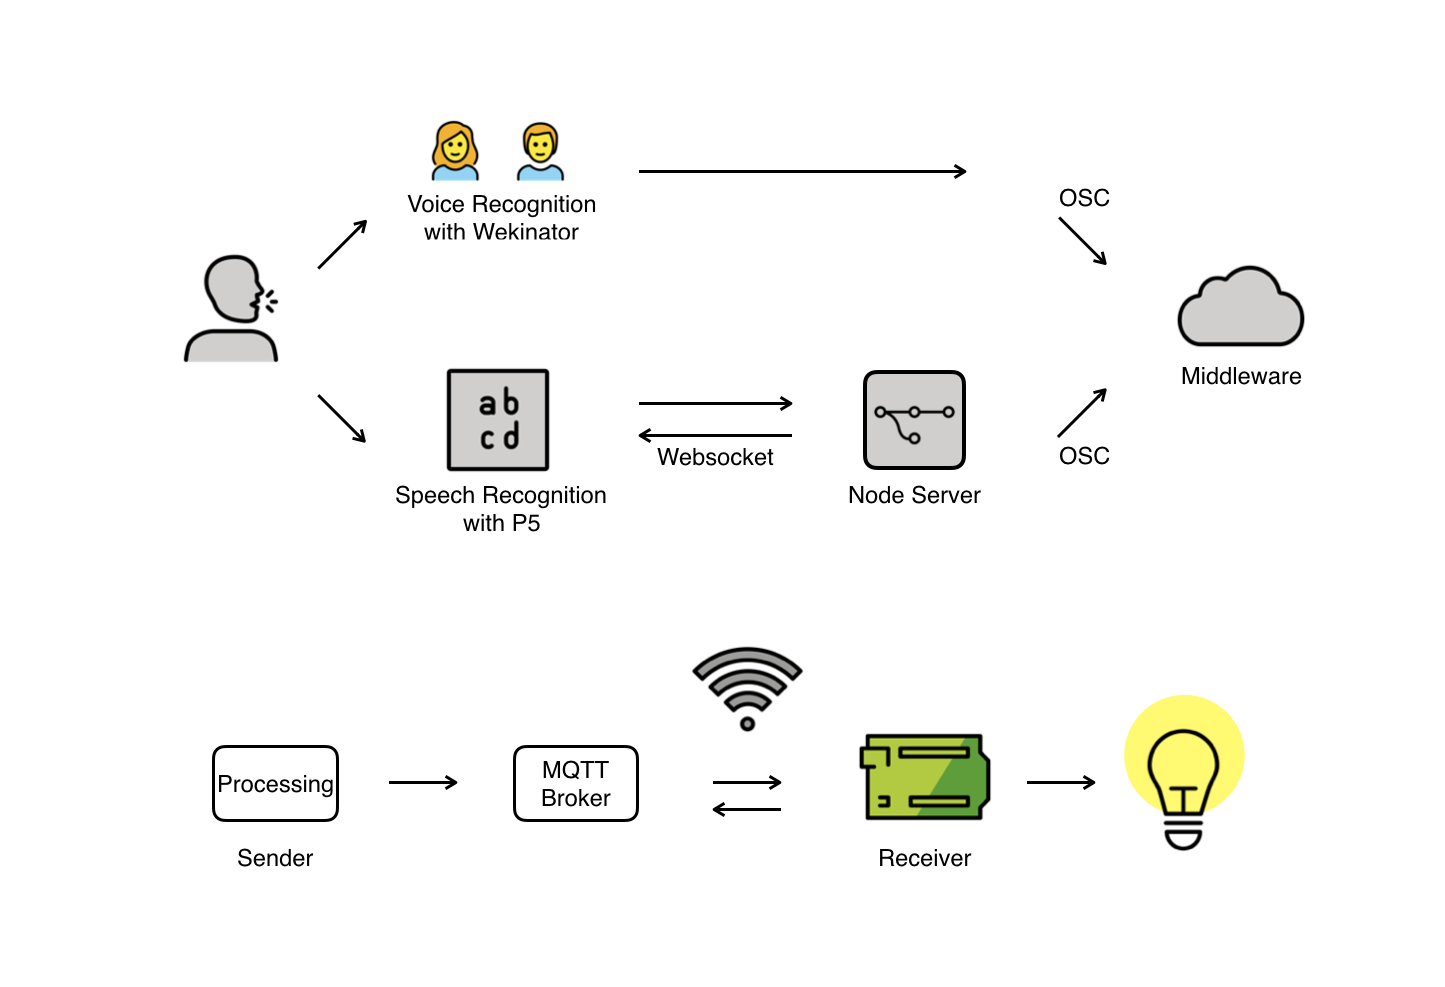 Voice Recognition
with Wekinator
OSC
Middleware
ab
cd
Websocket
OSC
Speech Recognition
with P5
Node Server
Processing
MQTT
Broker
Sender
Receiver